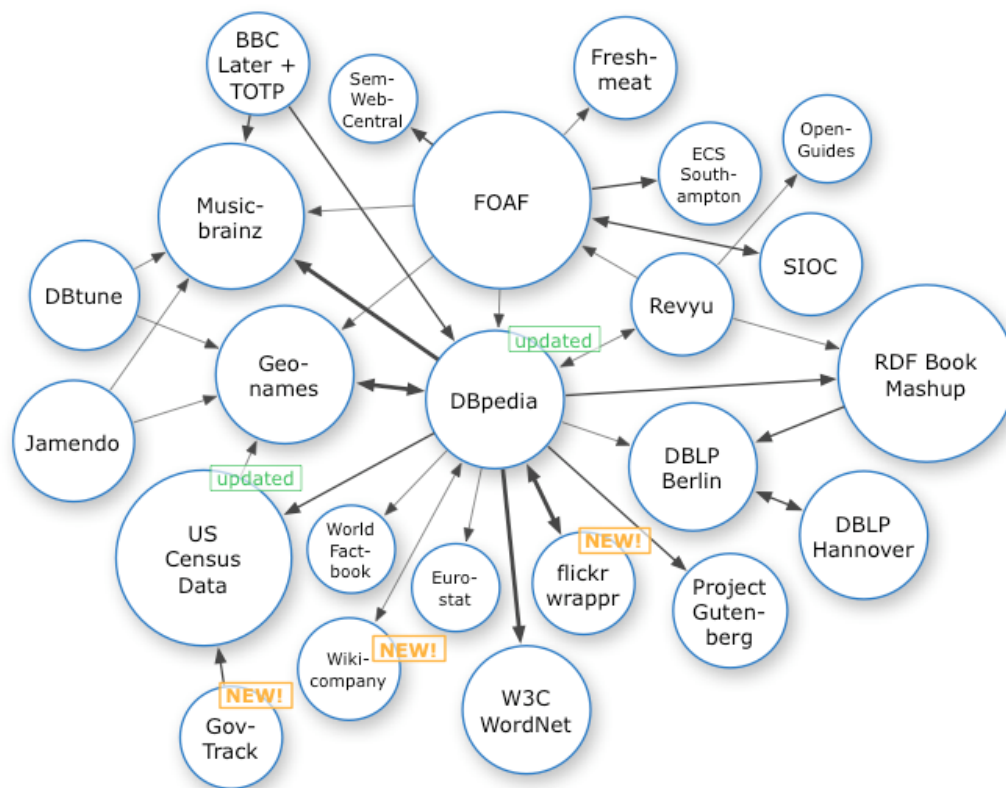 BBC
Later +
TOTP
Fresh-
meat
Sem-
Web-
Central
Open-
Guides
ECS
South-
ampton
FOAF
Music-
brainz
SIOC
DBtune
Revyu
updated
Geo-
names
DBpedia
RDF Book
Mashup
Jamendo
DBLP
Berlin
updated
US
Census
Data
World
Fact-
book
DBLP
Hannover
NEW!
flickr
wrappr
Euro-
stat
Project
Guten-
berg
NEW!
Wiki-
company
W3C
WordNet
NEW!
Gov-
Track